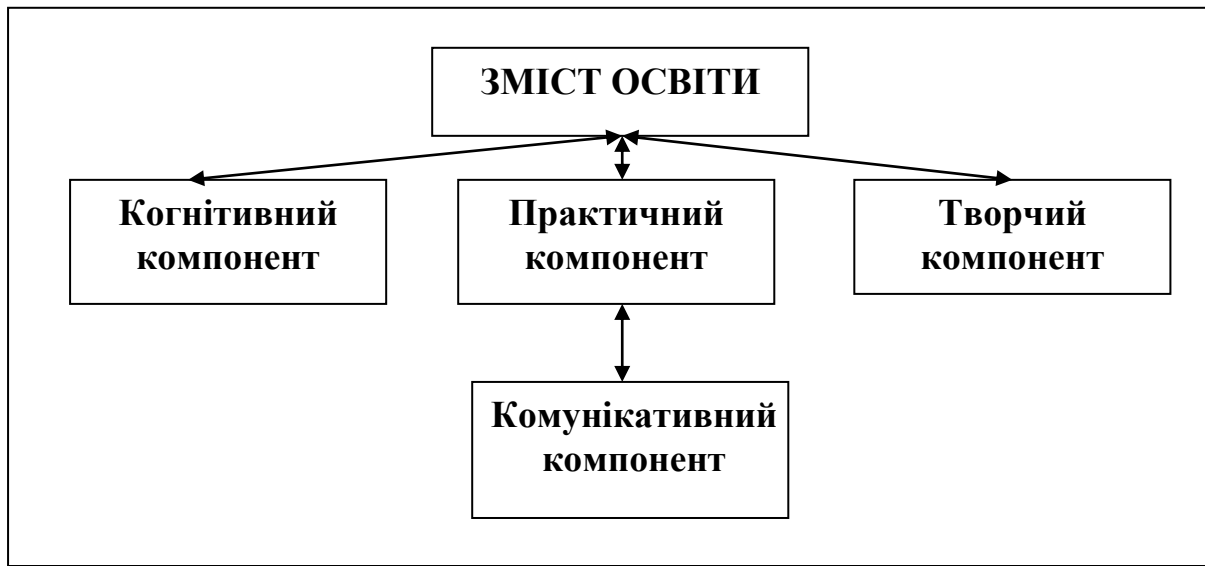 ЗМІСТ ОСВІТИ
Когнітивний
компонент
Практичний
компонент
Творчий
компонент
Комунікативний
компонент